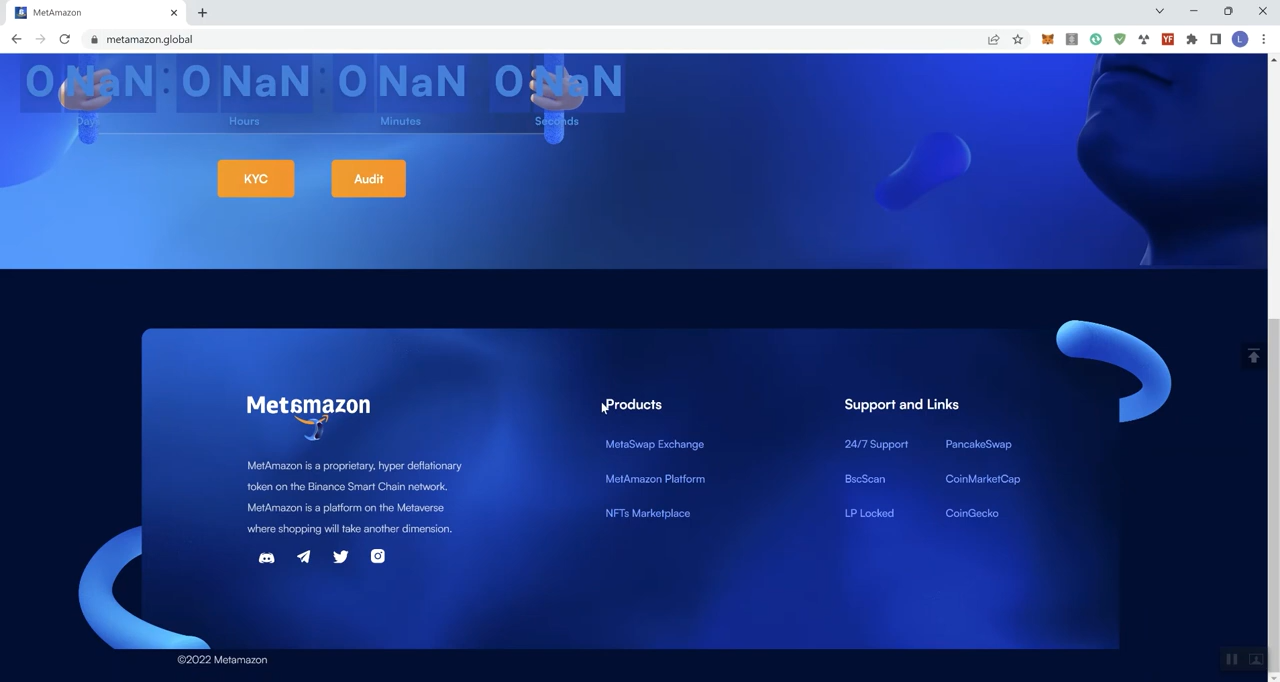 MetAmazon
metamazon.global
YF
L
0 NaN : 0 NaN : 0 NaN 0 NaN
Days Hours Minutes Seconds
KYC Audit
Metamazon
MetAmazon is a proprietary, hyper deflationary
token on the Binance Smart Chain network.
MetAmazon is a platform on the Metaverse
where shopping will take another dimension.
Products
MetaSwap Exchange
MetAmazon Platform
NFTs Marketplace
Support and Links
24/7 Support PancakeSwap
BscScan CoinMarketCap
LP Locked CoinGecko
©2022 Metamazon